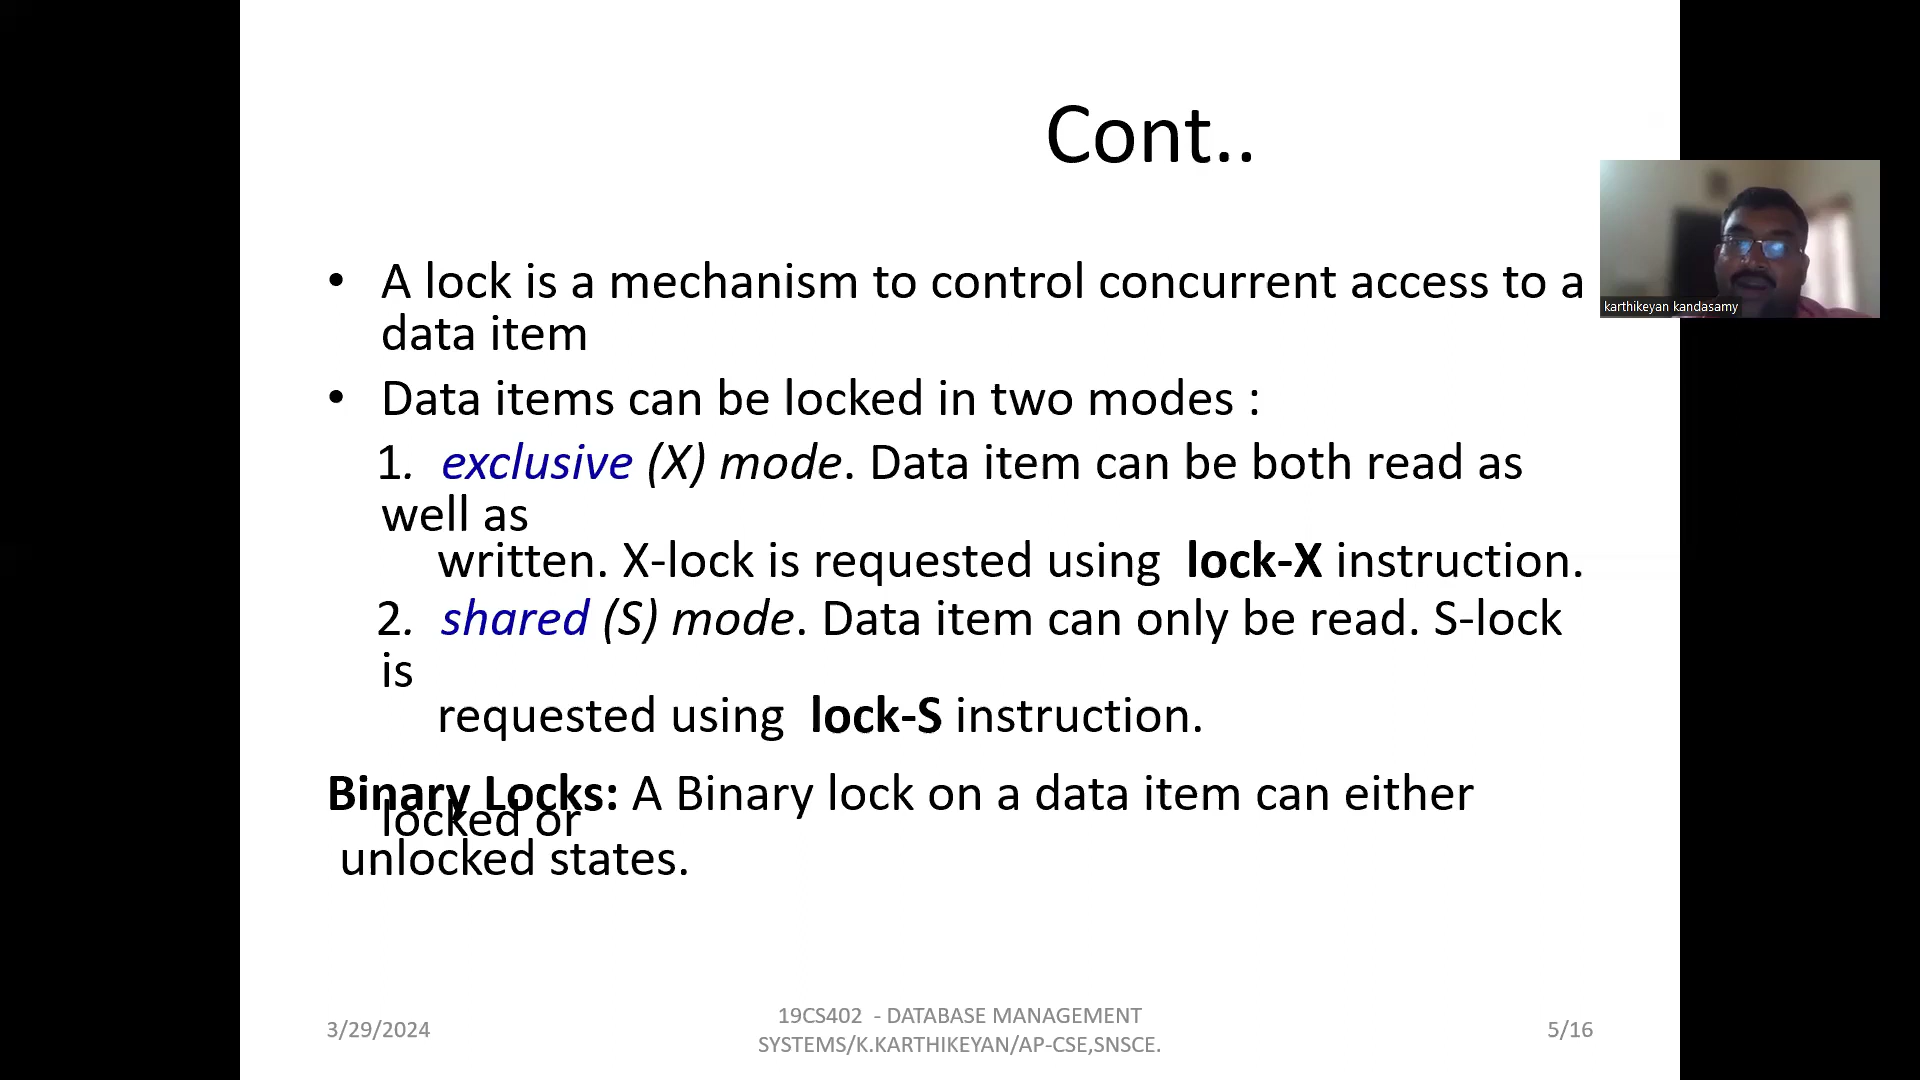 Cont..
• A lock is a mechanism to control concurrent access to a
data item
• Data items can be locked in two modes :
1. exclusive (X) mode. Data item can be both read as
well as
written. X-lock is requested using lock-X instruction.
2. shared (S) mode. Data item can only be read. S-lock
is
requested using lock-S instruction.
Binary Locks: A Binary lock on a data item can either
locked or
unlocked states.
karthikeyan kandasamy
3/29/2024
19CS402 - DATABASE MANAGEMENT
SYSTEMS/K.KARTHIKEYAN/AP-CSE,SNSCE.
5/16